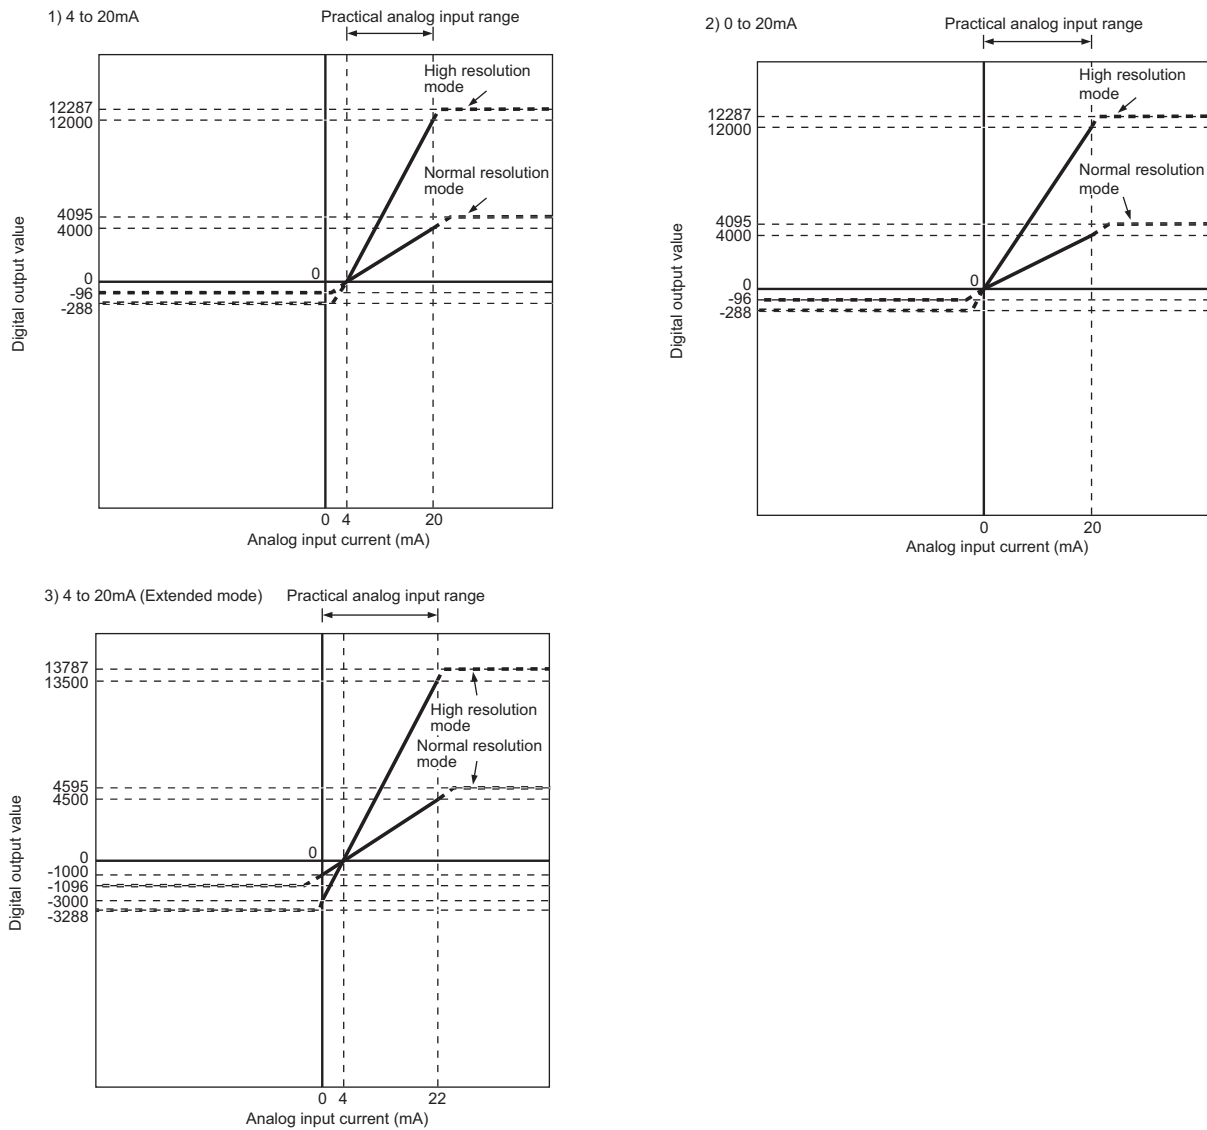 1) 4 to 20mA
Practical analog input range
High resolution
mode
12287
12000
Normal resolution
mode
4095
4000
0
0
-96
-288
Digital output value
0 4 20
Analog input current (mA)
2) 0 to 20mA
Practical analog input range
High resolution
mode
12287
12000
Normal resolution
mode
4095
4000
0
0
-96
-288
Digital output value
0 20
Analog input current (mA)
3) 4 to 20mA (Extended mode)
Practical analog input range
13787
13500
High resolution
mode
Normal resolution
mode
4595
4500
0
0
-1000
-1096
-3000
-3288
Digital output value
0 4 22
Analog input current (mA)